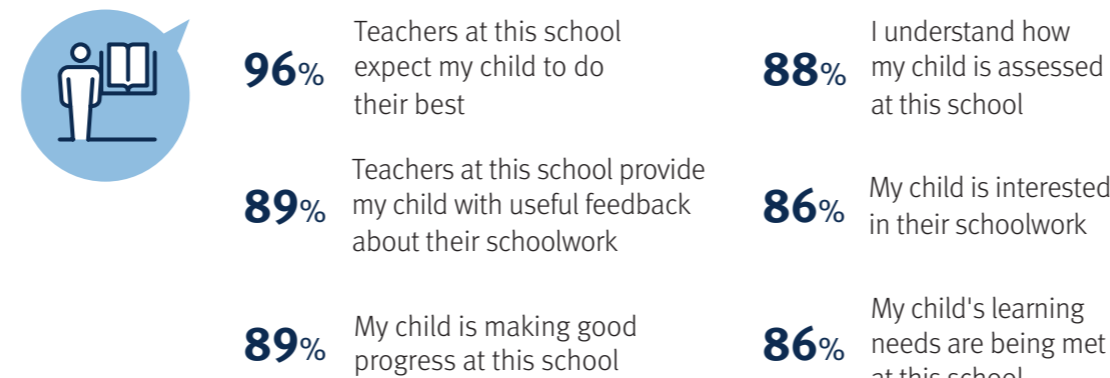 96% Teachers at this school
expect my child to do
their best
88% I understand how
my child is assessed
at this school
89% Teachers at this school provide
my child with useful feedback
about their schoolwork
86% My child is interested
in their schoolwork
89% My child is making good
progress at this school
86% My child's learning
needs are being met
at this school